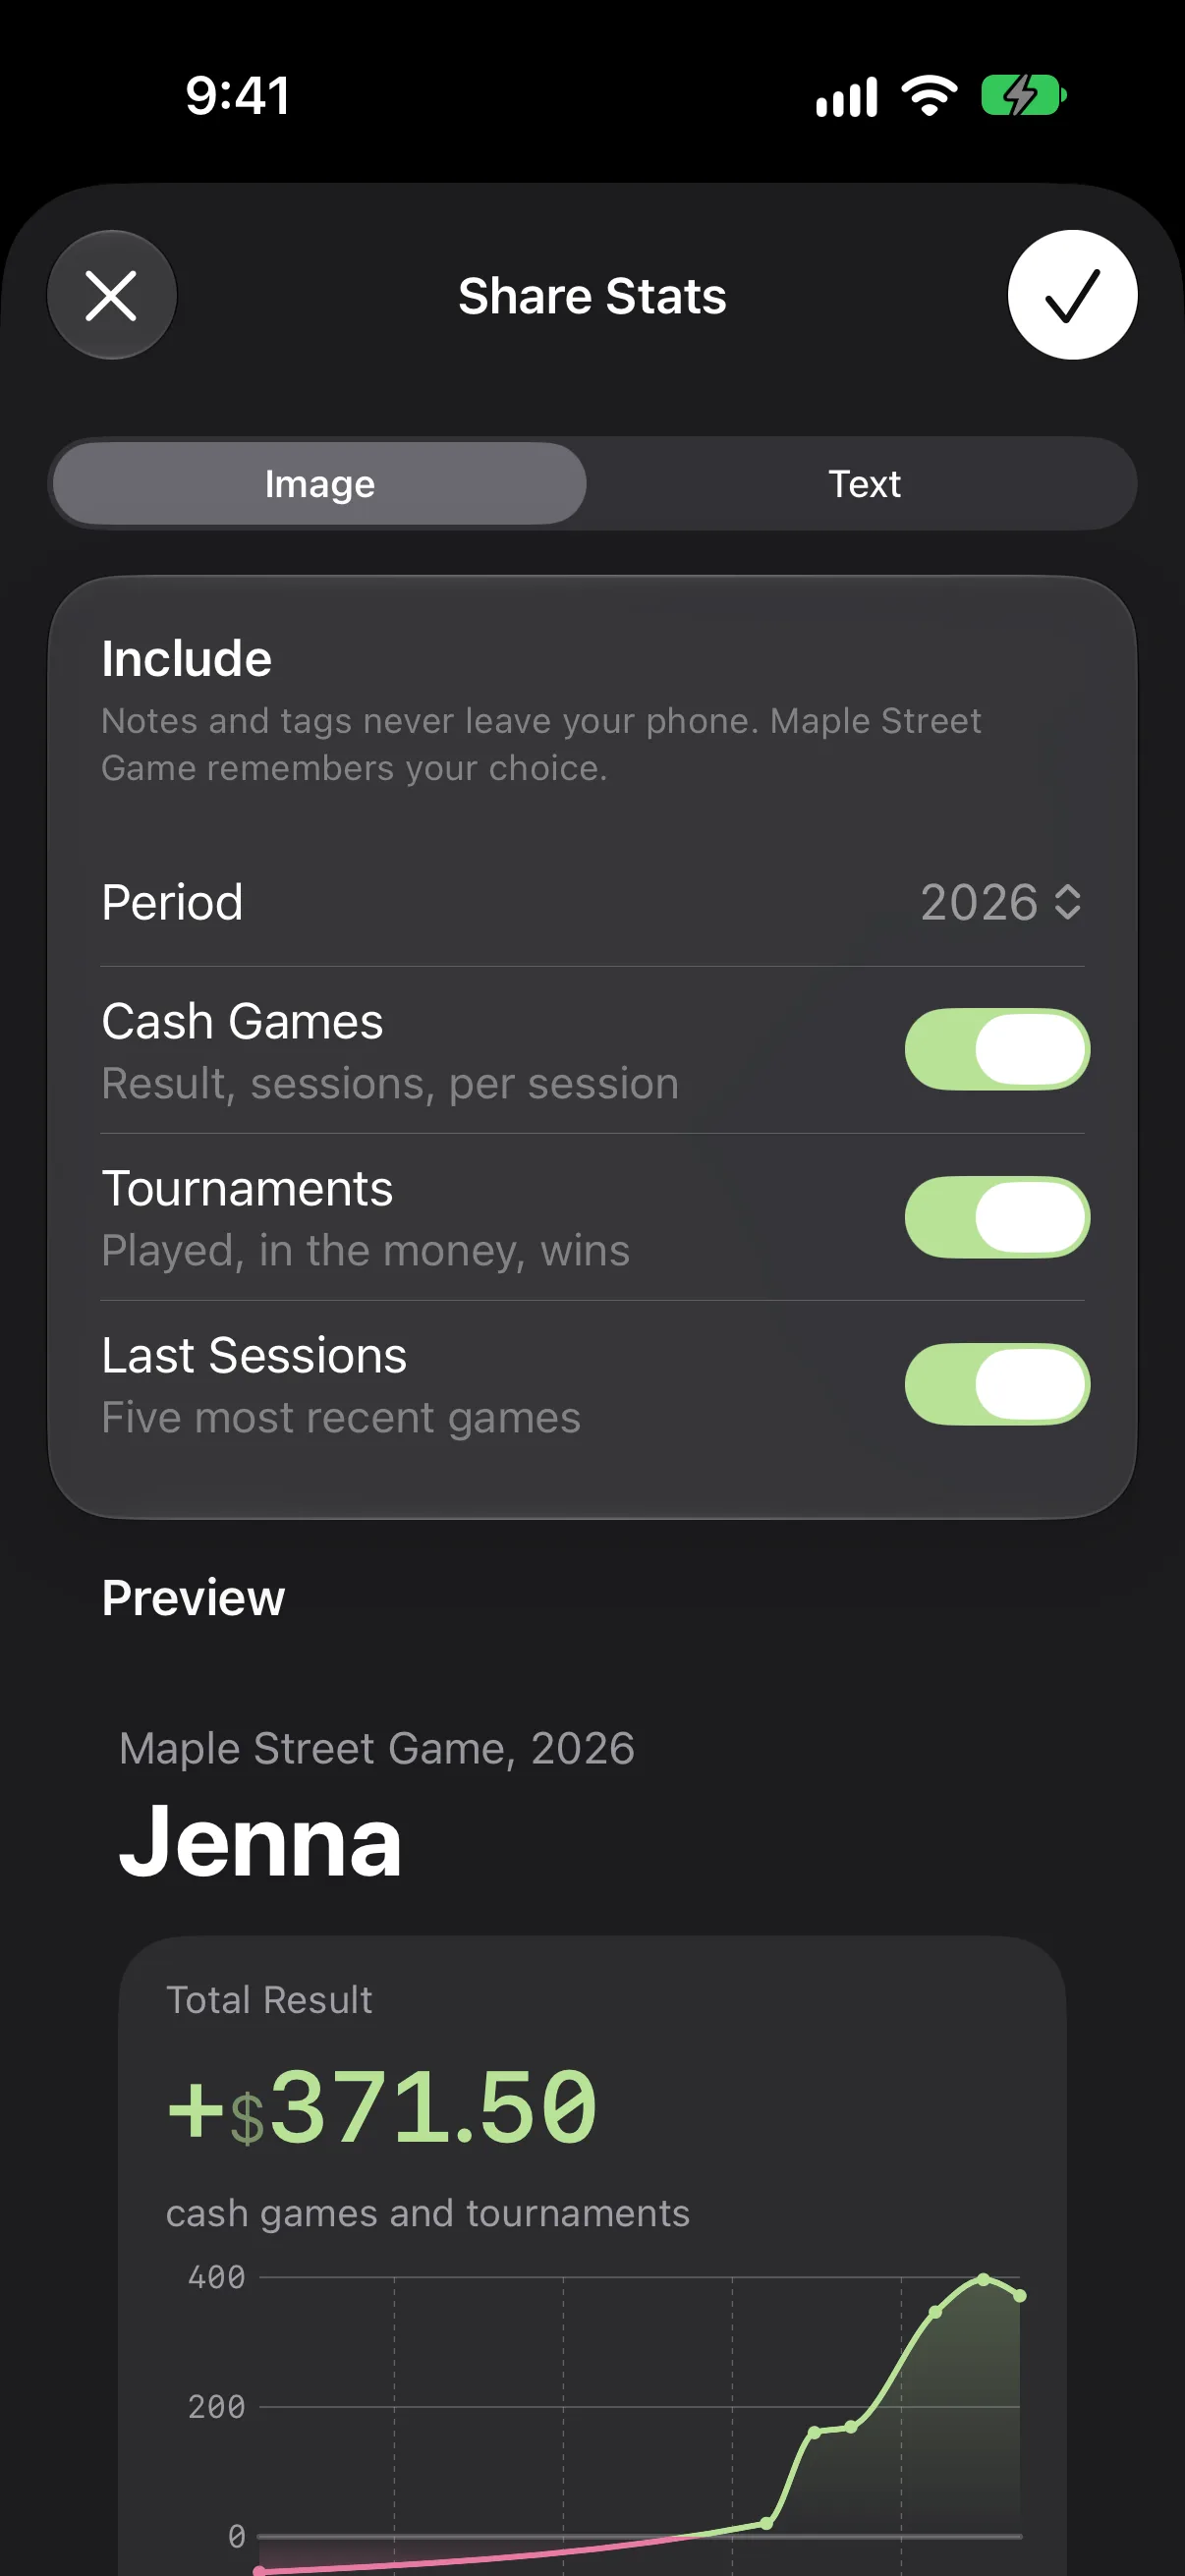 9:41
Share Stats
Image
Text
Include
Notes and tags never leave your phone. Maple Street
Game remembers your choice.
Period
2026
Cash Games
Result, sessions, per session
Tournaments
Played, in the money, wins
Last Sessions
Five most recent games
Preview
Maple Street Game, 2026
Jenna
Total Result
+$371.50
cash games and tournaments
400
200
0